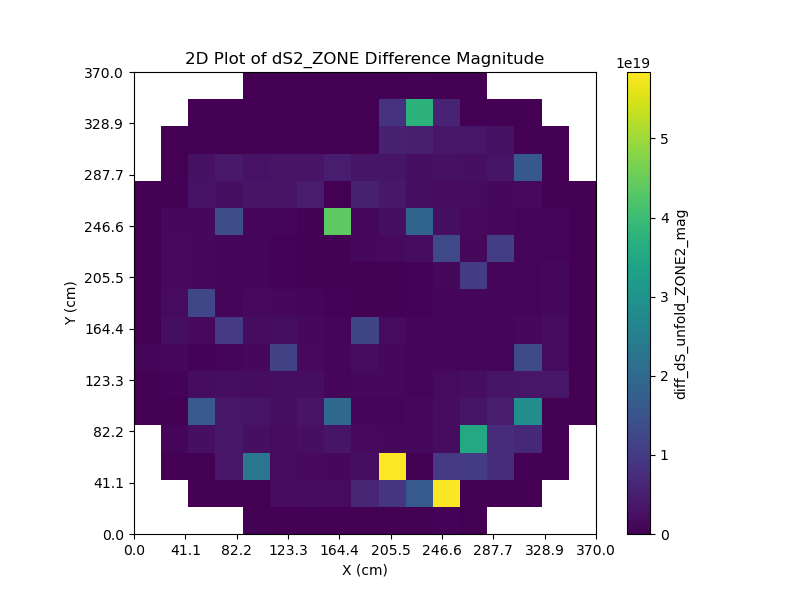 2D Plot of dS2_ZONE Difference Magnitude
1e19
370.0
328.9
287.7
246.6
205.5
164.4
123.3
82.2
41.1
0.0
Y (cm)
0.0 41.1 82.2 123.3 164.4 205.5 246.6 287.7 328.9 370.0
X (cm)
5
4
3
2
1
0
diff_dS_unfold_ZONE2_mag